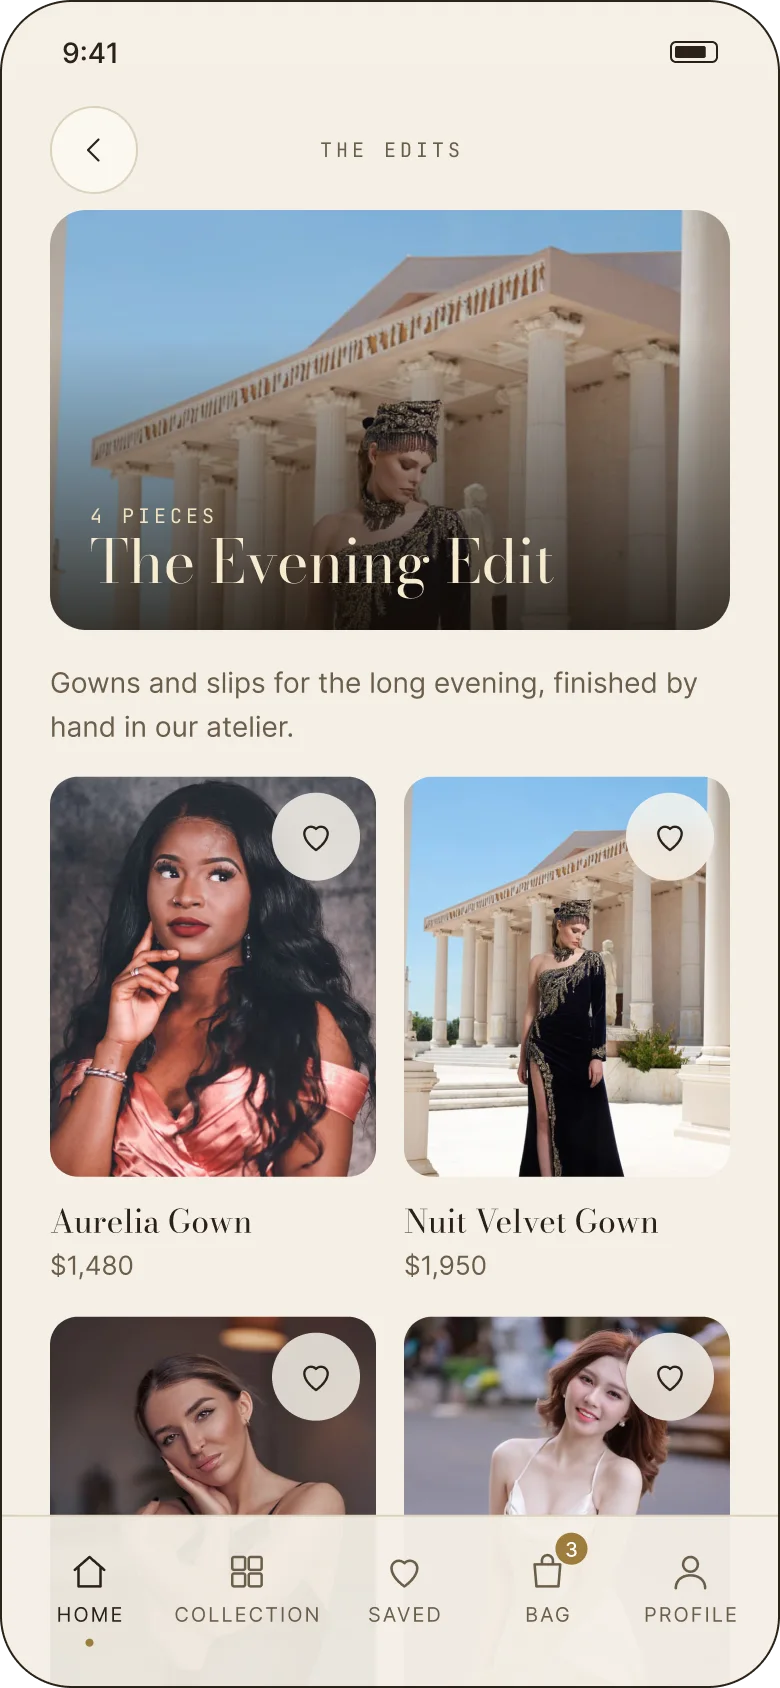 9:41
THE EDITS
4 PIECES
The Evening Edit
Gowns and slips for the long evening, finished by
hand in our atelier.
Aurelia Gown
$1,480
Nuit Velvet Gown
$1,950
3
HOME
COLLECTION
SAVED
BAG
PROFILE